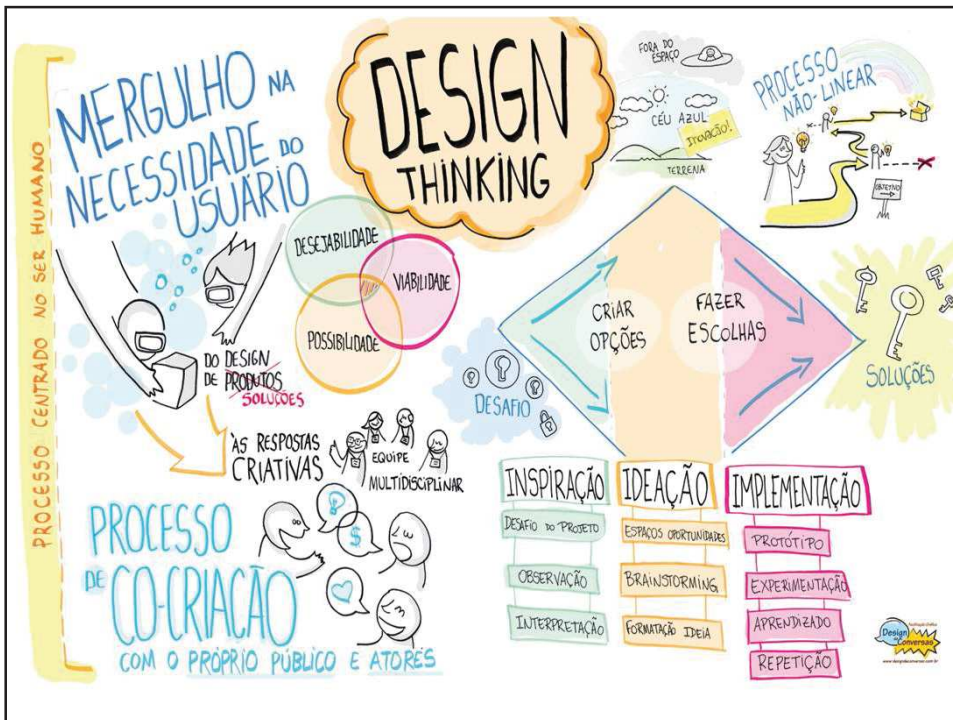 PROCESSO CENTRADO NO SER HUMANO
MERGULHO NA
NECESSIDADE DO
USUÁRIO
DESIGN
THINKING
FORA DO
ESPAÇO
CÉU AZUL
INOVAÇÃO!
TERRENA
PROCESSO
NÃO-LINEAR
OBJETIVO
DESEJABILIDADE
VIABILIDADE
POSSIBILIDADE
DO DESIGN
DE PRODUTOS
SOLUÇÕES
ÀS RESPOSTAS
CRIATIVAS
EQUIPE
MULTIDISCIPLINAR
PROCESSO
DE CO-CRIAÇÃO
COM O PRÓPRIO PÚBLICO E ATORES
DESAFIO
CRIAR
OPÇÕES
FAZER
ESCOLHAS
SOLUÇÕES
INSPIRAÇÃO
DESAFIO DO PROJETO
OBSERVAÇÃO
INTERPRETAÇÃO
IDEAÇÃO
ESPAÇOS OPORTUNIDADES
BRAINSTORMING
FORMATAÇÃO IDEIA
IMPLEMENTAÇÃO
PROTÓTIPO
EXPERIMENTAÇÃO
APRENDIZADO
REPETIÇÃO
Design
Conversas